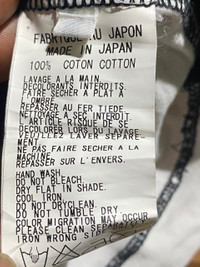 FABRIQUE AU JAPON
MADE IN JAPAN
100% COTON COTTON
LAVAGE A LA MAIN.
DECOLORANTS INTERDITS.
FAIRE SECHER A PLAT A
L'OMBRE.
REPASSER AU FER TIEDE
NETTOYAGE A SEC INTERDIT
L'ARTICLE RISQUE DE SE
DECOLORER LORS DU LAVAGE.
VEUILLEZ LAVER SEPARE-
MENT.
NE PAS FAIRE SECHER A LA
MACHINE.
REPASSER SUR L'ENVERS.
HAND WASH
DO NOT BLEACH.
DRY FLAT IN SHADE.
COOL IRON.
DO NOT DRYCLEAN.
DO NOT TUMBLE DRY
COLOR MIGRATION MAY OCCUR
PLEASE CLEAN SEPARATELY
IRON WRONG SIDE